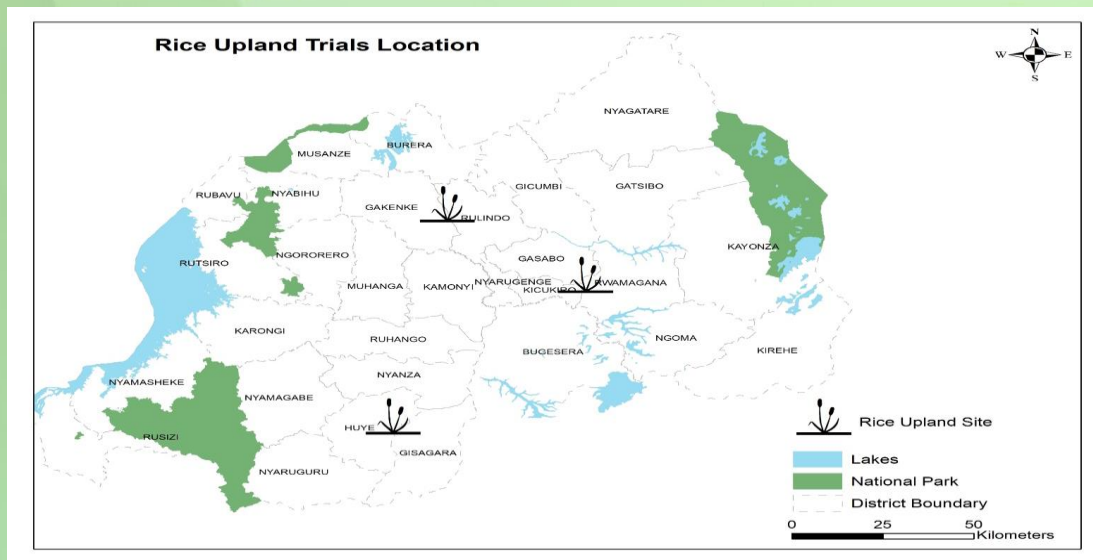 Rice Upland Trials Location
N
W E
S
NYAGATARE
BURERA
MUSANZE
GICUMBI
GATSIBO
RUBAVU
NYABIHU
GAKENKE
RULINDO
KAYONZA
NGORORERO
GASABO
RUTSIRO
NYARUGENGE
RWAMAGANA
MUHANGA
KAMONYI
KICUKIRO
KARONGI
RUHANGO
NGOMA
BUGESERA
KIREHE
NYANZA
NYAMASHEKE
NYAMAGABE
HUYE
RUSIZI
GISAGARA
NYARUGURU
Rice Upland Site
Lakes
National Park
District Boundary
0 25 50
Kilometers